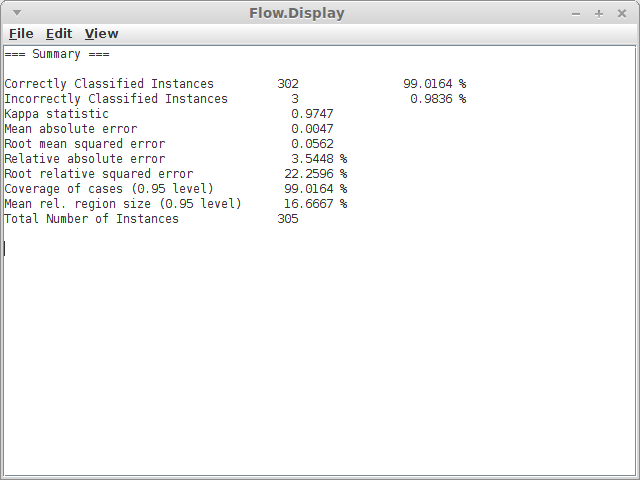 Flow.Display
File Edit View
=== Summary ===
Correctly Classified Instances 302 99.0164 %
Incorrectly Classified Instances 3 0.9836 %
Kappa statistic 0.9747
Mean absolute error 0.0047
Root mean squared error 0.0562
Relative absolute error 3.5448 %
Root relative squared error 22.2596 %
Coverage of cases (0.95 level) 99.0164 %
Mean rel. region size (0.95 level) 16.6667 %
Total Number of Instances 305